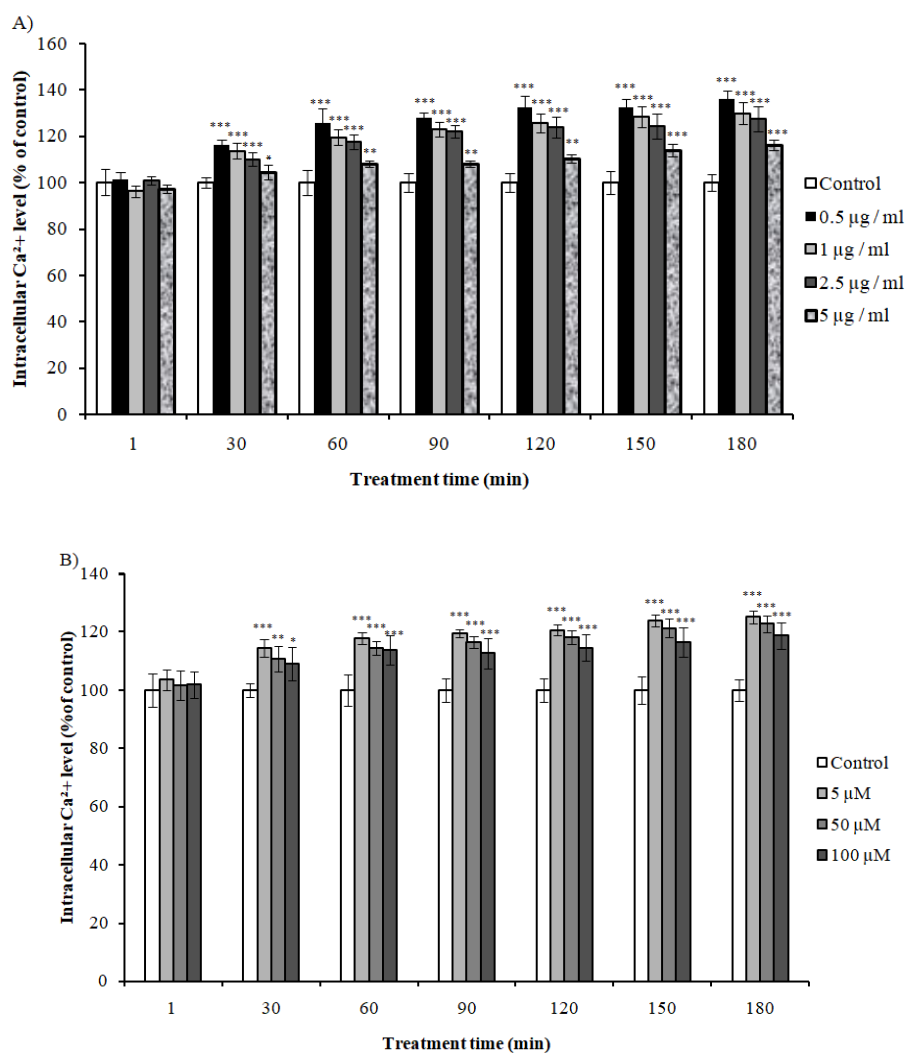 A)
Intracellular Ca²+ level (% of control)
160
140
120
100
80
60
40
20
0
*** *** *** *
*** *** *** **
*** *** *** **
*** *** *** **
*** *** *** ***
*** *** *** ***
1 30 60 90 120 150 180
Treatment time (min)
Control
0.5 µg / ml
1 µg / ml
2.5 µg / ml
5 µg / ml
B)
Intracellular Ca²+ level (%of control)
140
120
100
80
60
40
20
0
*** ** *
*** *** ***
*** *** ***
*** *** ***
*** *** ***
*** *** ***
1 30 60 90 120 150 180
Treatment time (min)
Control
5 µM
50 µM
100 µM